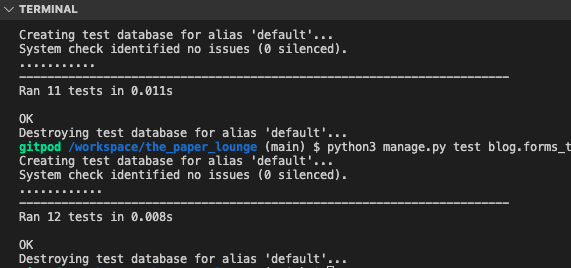 TERMINAL
Creating test database for alias 'default'...
System check identified no issues (0 silenced).
...........
----------------------------------------------------------------------
Ran 11 tests in 0.011s
OK
Destroying test database for alias 'default'...
gitpod /workspace/the_paper_lounge (main) $ python3 manage.py test blog.forms_t
Creating test database for alias 'default'...
System check identified no issues (0 silenced).
............
----------------------------------------------------------------------
Ran 12 tests in 0.008s
OK
Destroying test database for alias 'default'...